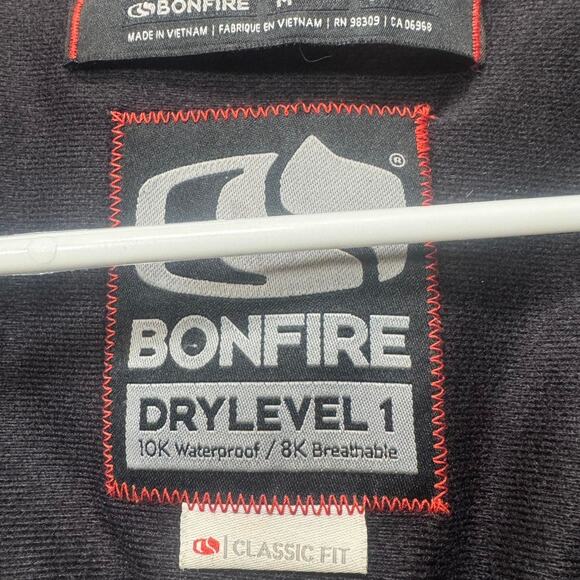 BONFIRE M
MADE IN VIETNAM | FABRIQUÉ EN VIETNAM | RN 98309 | CA 06968
®
BONFIRE
DRYLEVEL 1
10K Waterproof / 8K Breathable
CLASSIC FIT